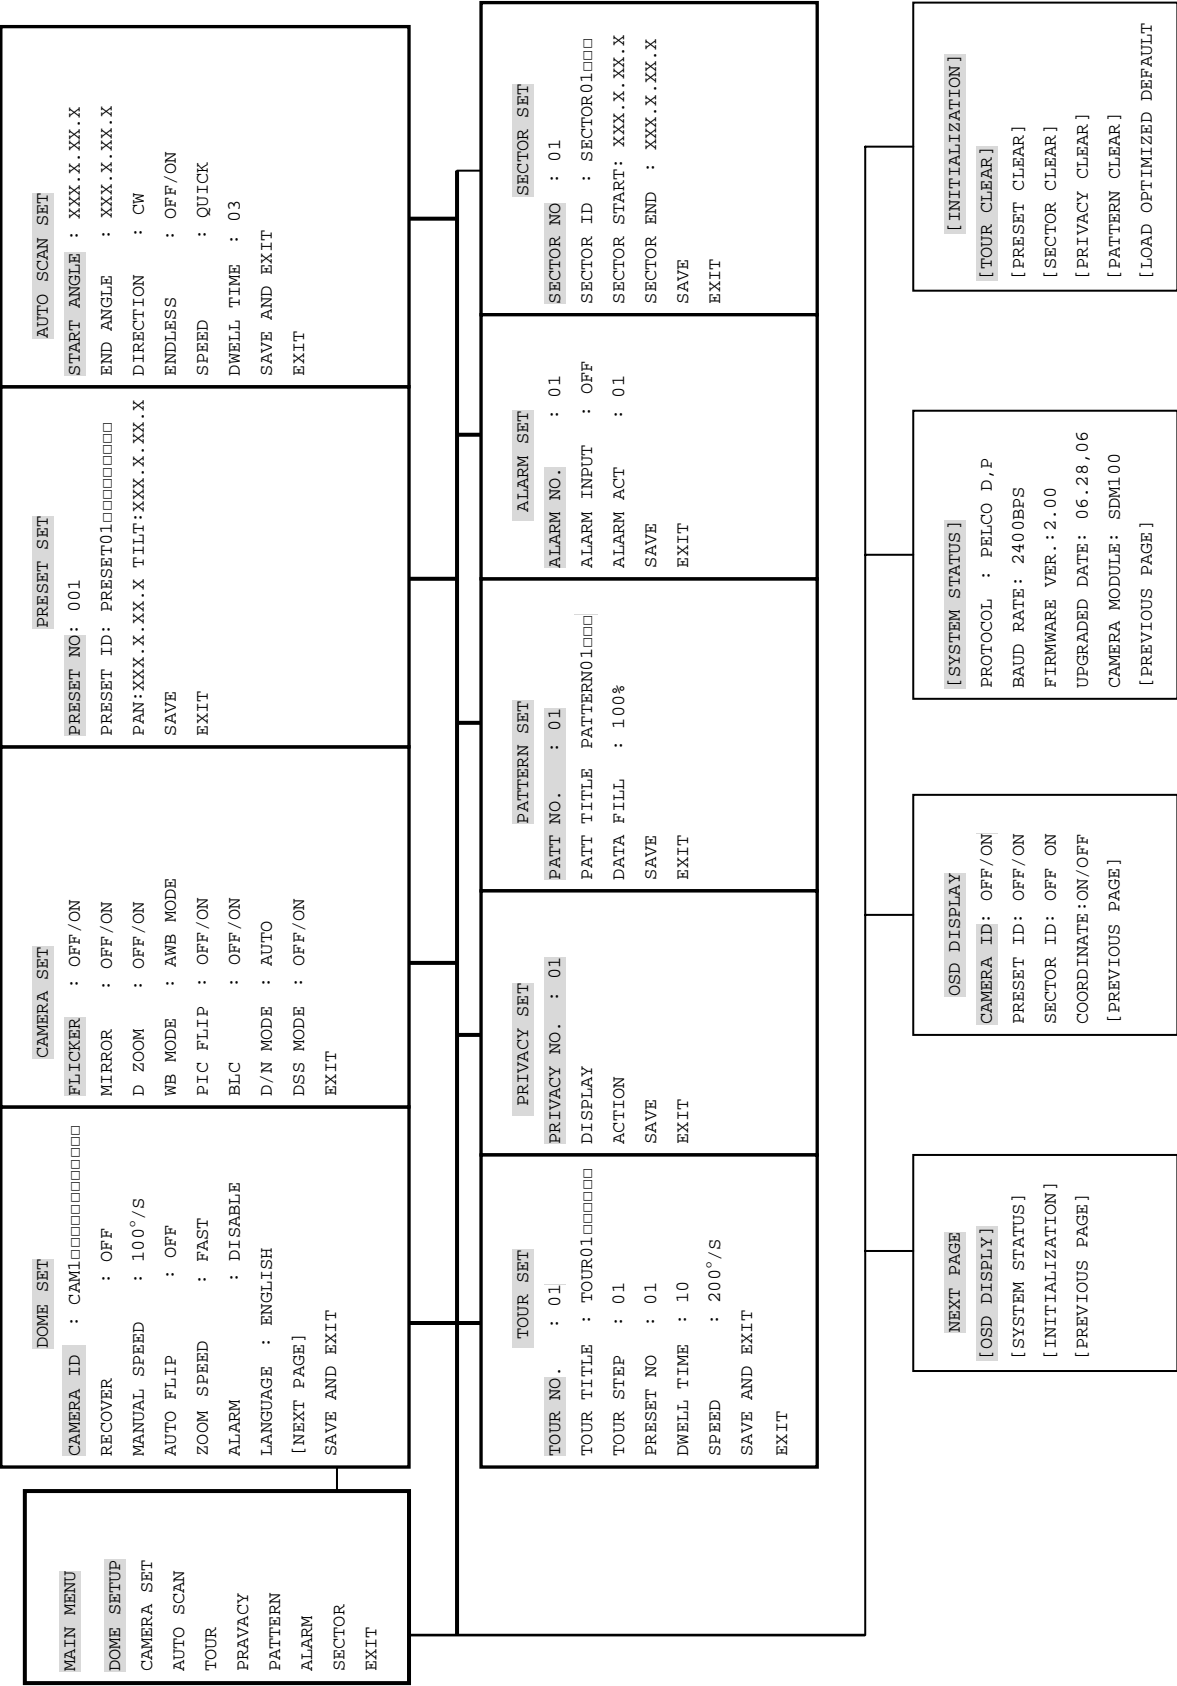 MAIN MENU
DOME SETUP
CAMERA SET
AUTO SCAN
TOUR
PRAVACY
PATTERN
ALARM
SECTOR
EXIT
DOME SET
CAMERA ID : CAM1□□□□□□□□□□□□
RECOVER : OFF
MANUAL SPEED : 100°/S
AUTO FLIP : OFF
ZOOM SPEED : FAST
ALARM : DISABLE
LANGUAGE : ENGLISH
[NEXT PAGE]
SAVE AND EXIT
CAMERA SET
FLICKER : OFF/ON
MIRROR : OFF/ON
D ZOOM : OFF/ON
WB MODE : AWB MODE
PIC FLIP : OFF/ON
BLC : OFF/ON
D/N MODE : AUTO
DSS MODE : OFF/ON
EXIT
PRESET SET
PRESET NO: 001
PRESET ID: PRESET01□□□□□□□□
PAN:XXX.X.XX.X TILT:XXX.X.XX.X
SAVE
EXIT
AUTO SCAN SET
START ANGLE : XXX.X.XX.X
END ANGLE : XXX.X.XX.X
DIRECTION : CW
ENDLESS : OFF/ON
SPEED : QUICK
DWELL TIME : 03
SAVE AND EXIT
EXIT
TOUR SET
TOUR NO. : 01
TOUR TITLE : TOUR01□□□□□□
TOUR STEP : 01
PRESET NO : 01
DWELL TIME : 10
SPEED : 200°/S
SAVE AND EXIT
EXIT
PRIVACY SET
PRIVACY NO. : 01
DISPLAY
ACTION
SAVE
EXIT
PATTERN SET
PATT NO. : 01
PATT TITLE PATTERN01□□□
DATA FILL : 100%
SAVE
EXIT
ALARM SET
ALARM NO. : 01
ALARM INPUT : OFF
ALARM ACT : 01
SAVE
EXIT
SECTOR SET
SECTOR NO : 01
SECTOR ID : SECTOR01□□□
SECTOR START: XXX.X.XX.X
SECTOR END : XXX.X.XX.X
SAVE
EXIT
NEXT PAGE
[OSD DISPLY]
[SYSTEM STATUS]
[INITIALIZATION]
[PREVIOUS PAGE]
OSD DISPLAY
CAMERA ID: OFF/ON
PRESET ID: OFF/ON
SECTOR ID: OFF ON
COORDINATE:ON/OFF
[PREVIOUS PAGE]
[SYSTEM STATUS]
PROTOCOL : PELCO D,P
BAUD RATE: 2400BPS
FIRMWARE VER.:2.00
UPGRADED DATE: 06.28,06
CAMERA MODULE: SDM100
[PREVIOUS PAGE]
[INITIALIZATION]
[TOUR CLEAR]
[PRESET CLEAR]
[SECTOR CLEAR]
[PRIVACY CLEAR]
[PATTERN CLEAR]
[LOAD OPTIMIZED DEFAULT